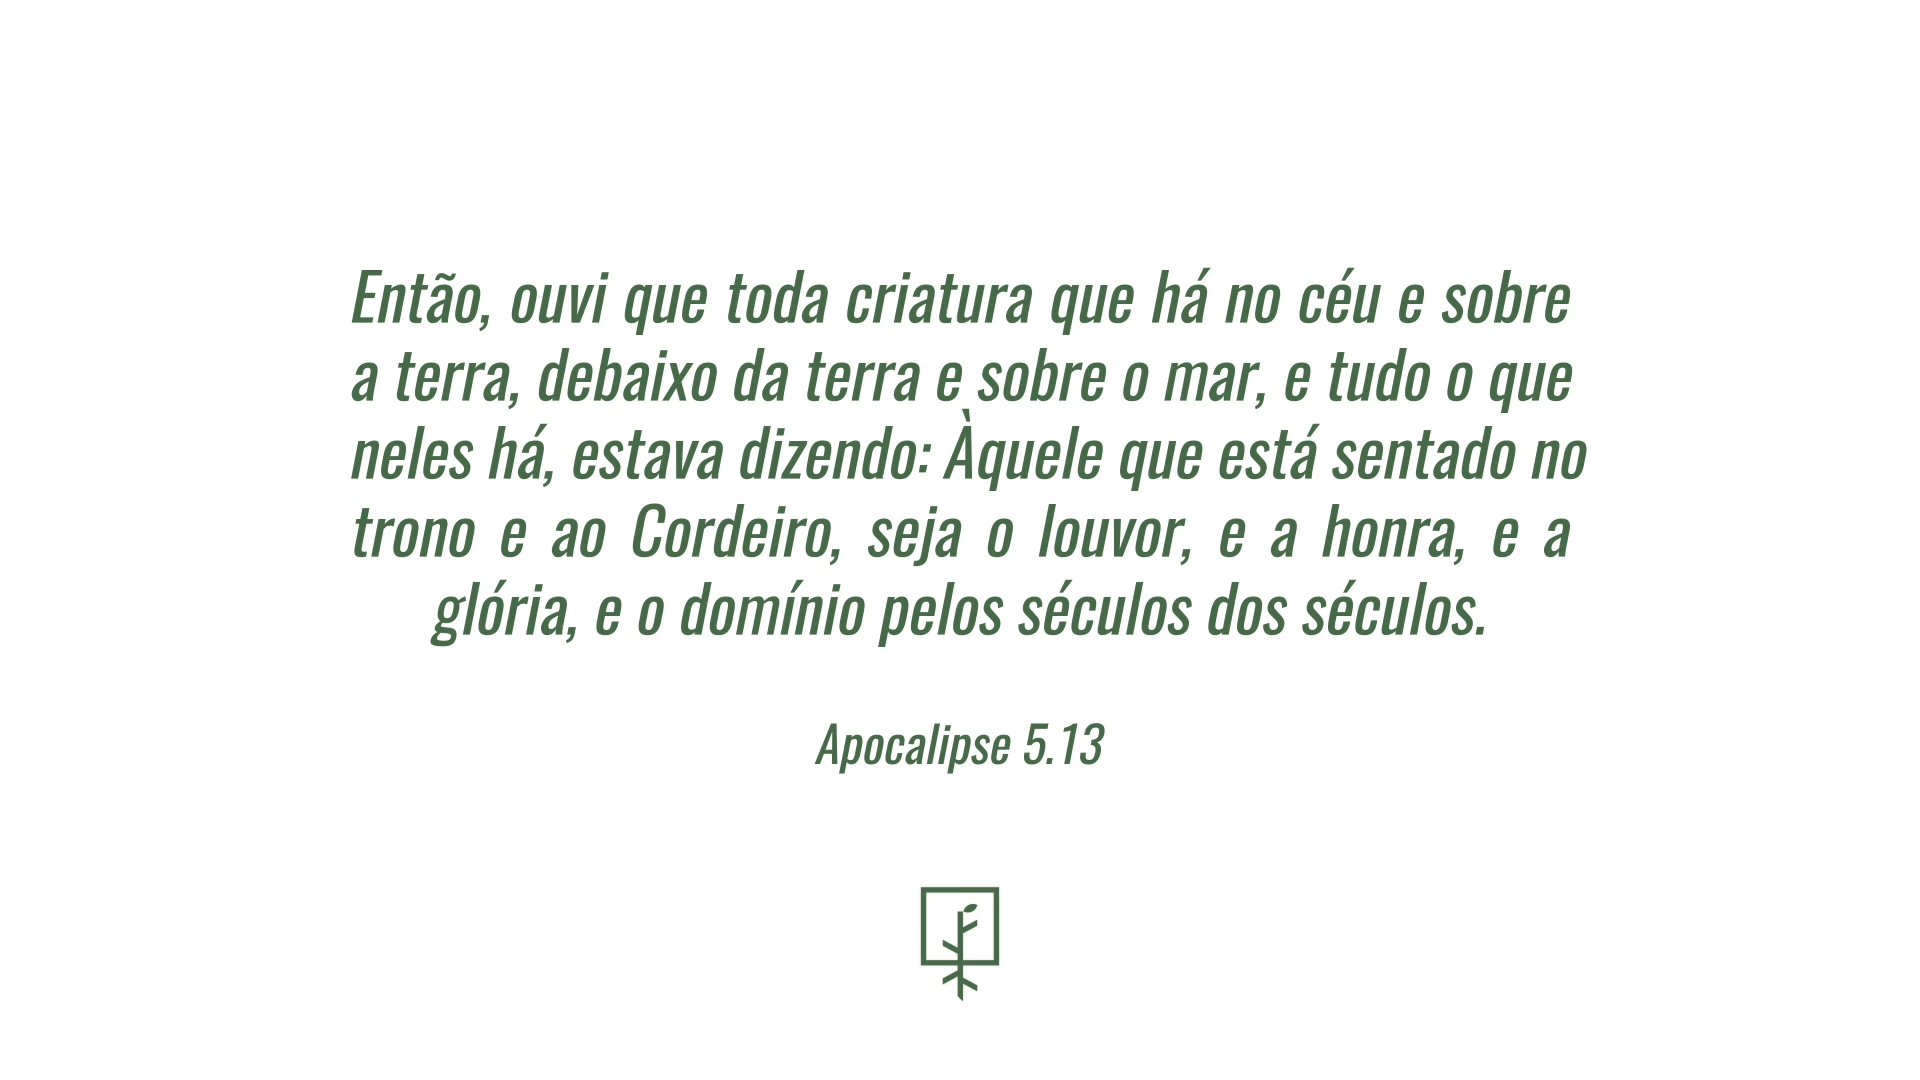 Então, ouvi que toda criatura que há no céu e sobre
a terra, debaixo da terra e sobre o mar, e tudo o que
neles há, estava dizendo: Àquele que está sentado no
trono e ao Cordeiro, seja o louvor, e a honra, e a
glória, e o domínio pelos séculos dos séculos.
Apocalipse 5.13